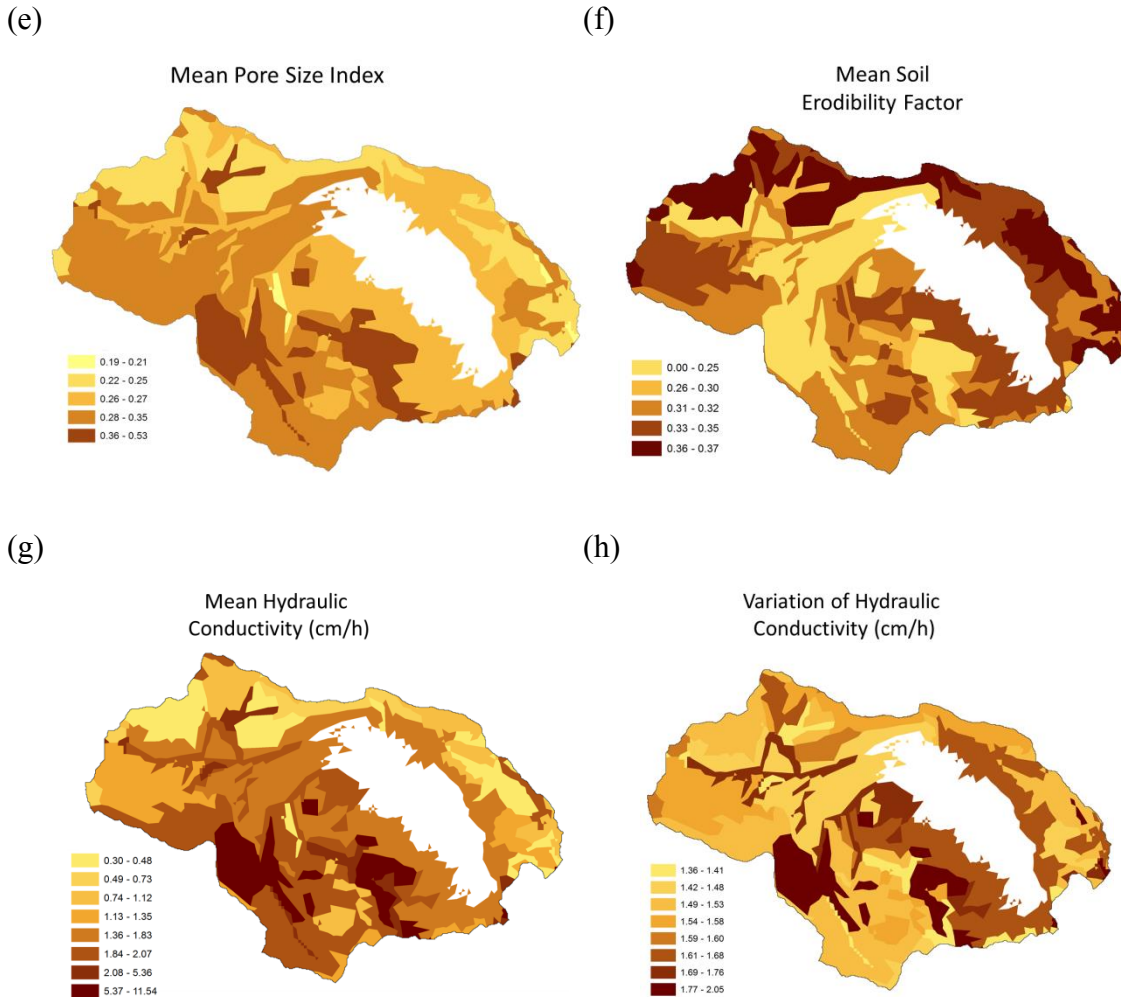 (e)
Mean Pore Size Index
0.19 - 0.21
0.22 - 0.25
0.26 - 0.27
0.28 - 0.35
0.36 - 0.53
(f)
Mean Soil
Erodibility Factor
0.00 - 0.25
0.26 - 0.30
0.31 - 0.32
0.33 - 0.35
0.36 - 0.37
(g)
Mean Hydraulic
Conductivity (cm/h)
0.30 - 0.48
0.49 - 0.73
0.74 - 1.12
1.13 - 1.35
1.36 - 1.83
1.84 - 2.07
2.08 - 5.36
5.37 - 11.54
(h)
Variation of Hydraulic
Conductivity (cm/h)
1.36 - 1.41
1.42 - 1.48
1.49 - 1.53
1.54 - 1.58
1.59 - 1.60
1.61 - 1.68
1.69 - 1.76
1.77 - 2.05